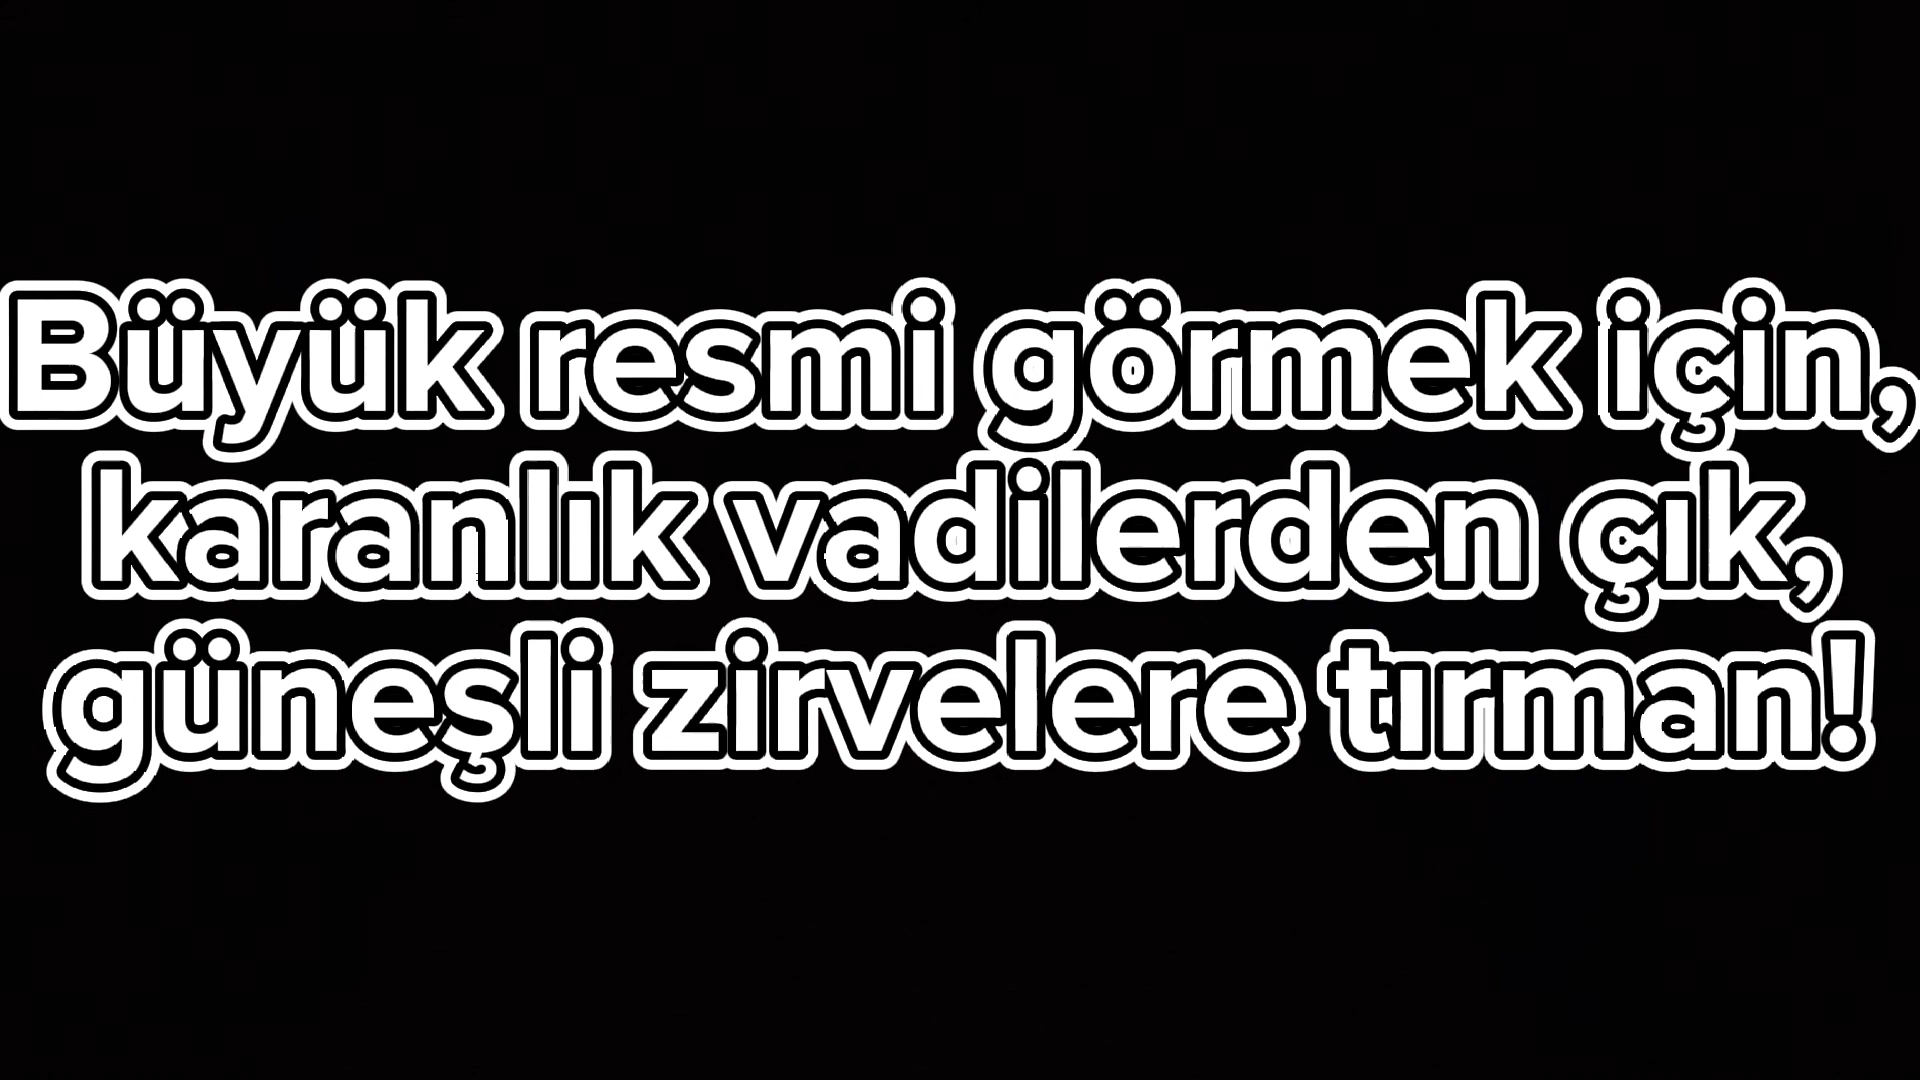 Büyük resmi görmek için,
karanlık vadilerden çık,
güneşli zirvelere tırman!